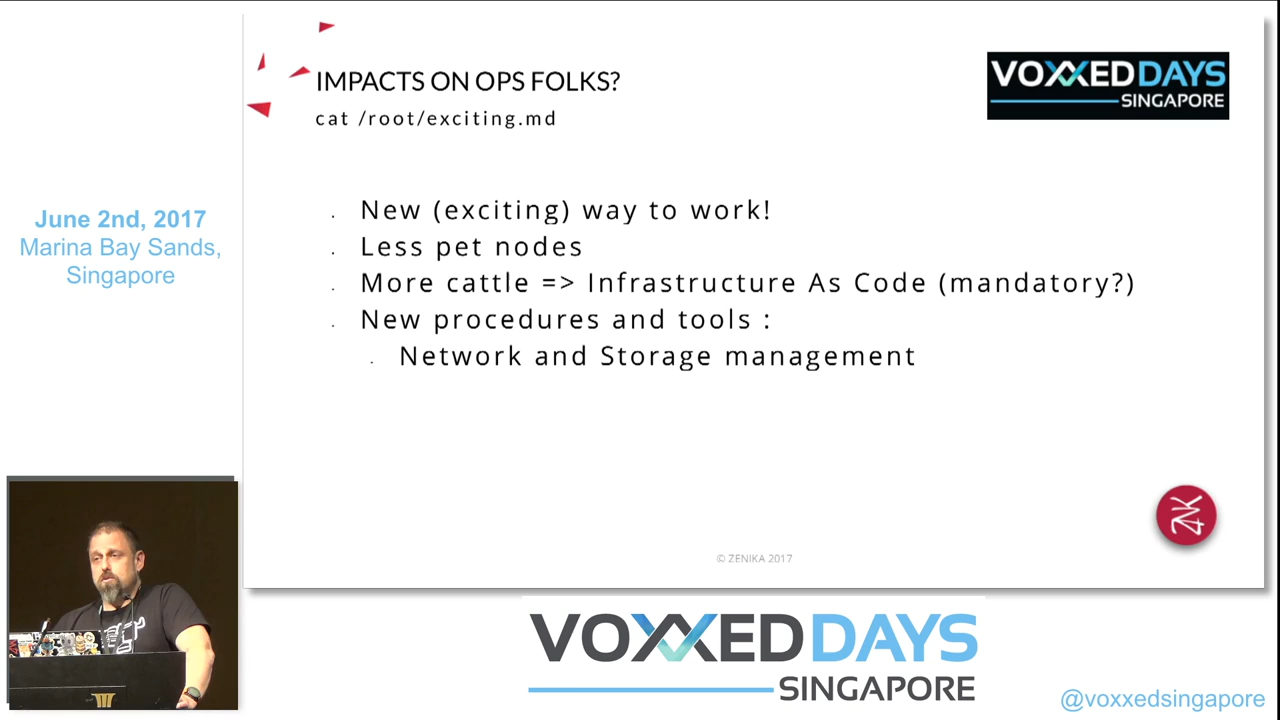 IMPACTS ON OPS FOLKS?
cat /root/exciting.md
VOXXEDDAYS
SINGAPORE
June 2nd, 2017
Marina Bay Sands,
Singapore
. New (exciting) way to work!
. Less pet nodes
. More cattle => Infrastructure As Code (mandatory?)
. New procedures and tools :
. Network and Storage management
ZNK
© ZENIKA 2017
VOXXEDDAYS
SINGAPORE
@voxxedsingapore